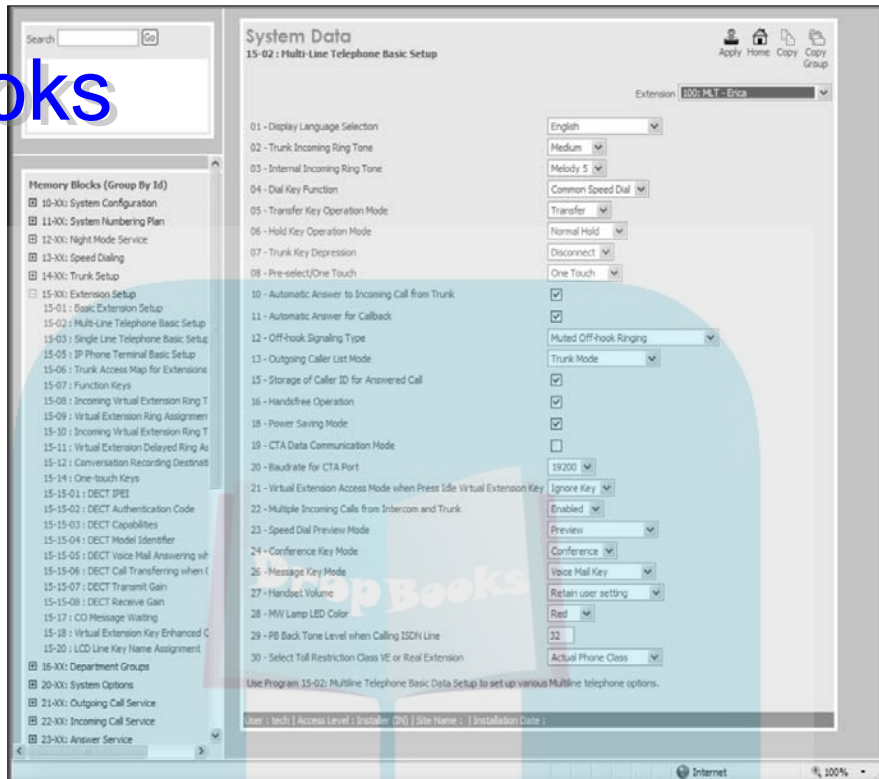 Search Go
oks
Memory Blocks (Group By Id)
10-XX: System Configuration
11-XX: System Numbering Plan
12-XX: Night Mode Service
13-XX: Speed Dialing
14-XX: Trunk Setup
15-XX: Extension Setup
15-01 : Basic Extension Setup
15-02 : Multi-Line Telephone Basic Setup
15-03 : Single Line Telephone Basic Setup
15-05 : IP Phone Terminal Basic Setup
15-06 : Trunk Access Map for Extensions
15-07 : Function Keys
15-08 : Incoming Virtual Extension Ring T
15-09 : Virtual Extension Ring Assignmen
15-10 : Incoming Virtual Extension Ring T
15-11 : Virtual Extension Delayed Ring As
15-12 : Conversation Recording Destinati
15-14 : One-touch Keys
15-15-01 : DECT IPEI
15-15-02 : DECT Authentication Code
15-15-03 : DECT Capabilities
15-15-04 : DECT Model Identifier
15-15-05 : DECT Voice Mail Answering wh
15-15-06 : DECT Call Transferring when (
15-15-07 : DECT Transmit Gain
15-15-08 : DECT Receive Gain
15-17 : CO Message Waiting
15-18 : Virtual Extension Key Enhanced C
15-20 : LCD Line Key Name Assignment
16-XX: Department Groups
20-XX: System Options
21-XX: Outgoing Call Service
22-XX: Incoming Call Service
23-XX: Answer Service
System Data
15-02 : Multi-Line Telephone Basic Setup
Apply Home Copy Copy Group
Extension 100: MLT - Erica
01 - Display Language Selection English
02 - Trunk Incoming Ring Tone Medium
03 - Internal Incoming Ring Tone Melody 5
04 - Dial Key Function Common Speed Dial
05 - Transfer Key Operation Mode Transfer
06 - Hold Key Operation Mode Normal Hold
07 - Trunk Key Depression Disconnect
08 - Pre-select/One Touch One Touch
10 - Automatic Answer to Incoming Call from Trunk
11 - Automatic Answer for Callback
12 - Off-hook Signaling Type Muted Off-hook Ringing
13 - Outgoing Caller List Mode Trunk Mode
15 - Storage of Caller ID for Answered Call
16 - Handsfree Operation
18 - Power Saving Mode
19 - CTA Data Communication Mode
20 - Baudrate for CTA Port 19200
21 - Virtual Extension Access Mode when Press Idle Virtual Extension Key Ignore Key
22 - Multiple Incoming Calls from Intercom and Trunk Enabled
23 - Speed Dial Preview Mode Preview
24 - Conference Key Mode Conference
26 - Message Key Mode Voice Mail Key
27 - Handset Volume Retain user setting
28 - MW Lamp LED Color Red
29 - PB Back Tone Level when Calling ISDN Line 32
30 - Select Toll Restriction Class VE or Real Extension Actual Phone Class
Drop Books
Use Program 15-02: Multiline Telephone Basic Data Setup to set up various Multiline telephone options.
User : tech | Access Level : Installer (IN) | Site Name : | Installation Date :
Internet 100%